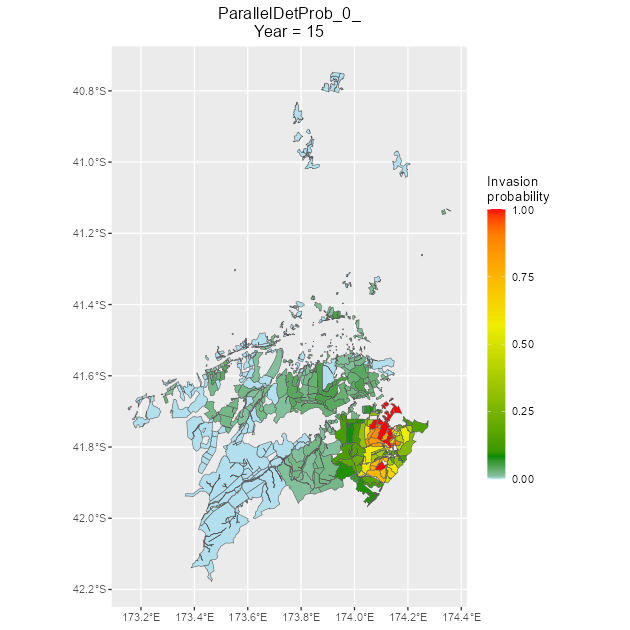 ParallelDetProb_0_
Year = 15
40.8°S
41.0°S
41.2°S
41.4°S
41.6°S
41.8°S
42.0°S
42.2°S
173.2°E 173.4°E 173.6°E 173.8°E 174.0°E 174.2°E 174.4°E
Invasion
probability
1.00
0.75
0.50
0.25
0.00